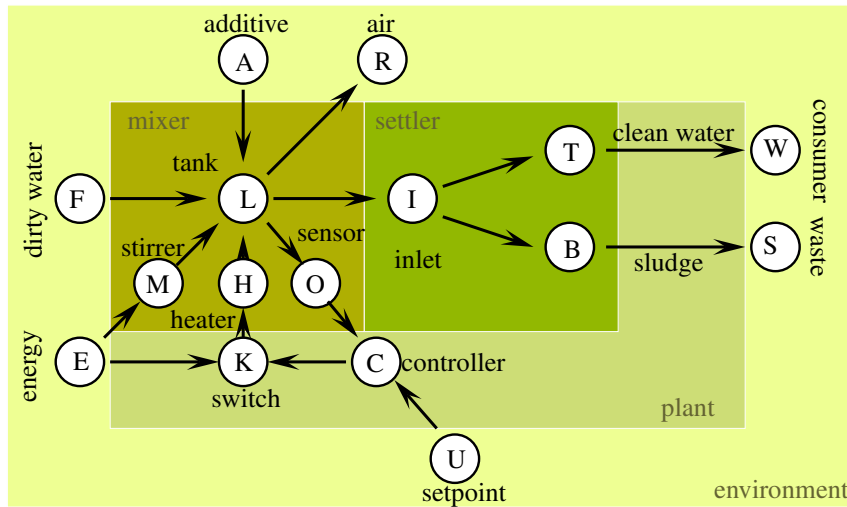 additive
air
A
R
mixer
settler
consumer
dirty water
tank
T
clean water
W
F
L
I
stirrer
sensor
inlet
B
sludge
S
waste
M
H
O
heater
energy
E
K
C
controller
switch
plant
U
setpoint
environment